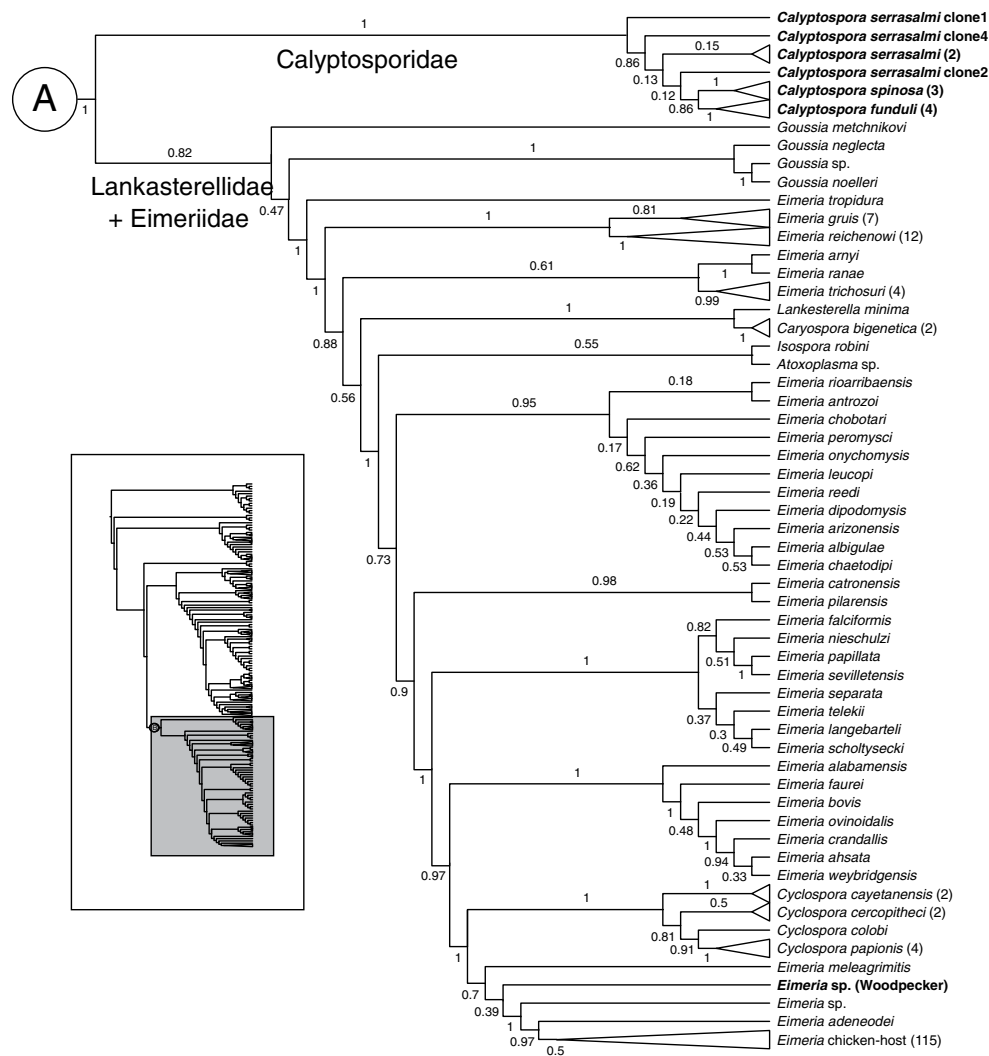 1
Calyptospora serrasalmi clone1
Calyptospora serrasalmi clone4
0.15
Calyptospora serrasalmi (2)
0.86
Calyptosporidae
0.13
Calyptospora serrasalmi clone2
1
Calyptospora spinosa (3)
0.12
A
1
0.86
Calyptospora funduli (4)
1
Goussia metchnikovi
0.82
1
Goussia neglecta
Goussia sp.
Lankasterellidae
+ Eimeriidae
1
Goussia noelleri
0.47
Eimeria tropidura
0.81
1
Eimeria gruis (7)
1
Eimeria reichenowi (12)
1
Eimeria arnyi
0.61
1
Eimeria ranae
1
Eimeria trichosuri (4)
0.99
1
Lankesterella minima
Caryospora bigenetica (2)
1
0.88
Isospora robini
0.55
Atoxoplasma sp.
0.18
Eimeria rioarribaensis
0.56
Eimeria antrozoi
0.95
Eimeria chobotari
0.17
Eimeria peromysci
0.62
Eimeria onychomysis
1
0.36
Eimeria leucopi
0.19
Eimeria reedi
0.22
Eimeria dipodomysis
0.44
Eimeria arizonensis
0.53
Eimeria albigulae
0.73
0.53
Eimeria chaetodipi
0.98
Eimeria catronensis
Eimeria pilarensis
Eimeria falciformis
0.82
Eimeria nieschulzi
0.51
Eimeria papillata
1
1
Eimeria sevilletensis
0.9
Eimeria separata
0.37
Eimeria telekii
0.3
Eimeria langebarteli
0.49
Eimeria scholtysecki
1
Eimeria alabamensis
1
Eimeria faurei
1
Eimeria bovis
0.48
Eimeria ovinoidalis
1
Eimeria crandallis
0.94
Eimeria ahsata
0.97
0.33
Eimeria weybridgensis
1
Cyclospora cayetanensis (2)
1
0.5
Cyclospora cercopitheci (2)
0.81
Cyclospora colobi
0.91
Cyclospora papionis (4)
1
1
Eimeria meleagrimitis
0.7
Eimeria sp. (Woodpecker)
0.39
Eimeria sp.
1
Eimeria adeneodei
0.97
Eimeria chicken-host (115)
0.5